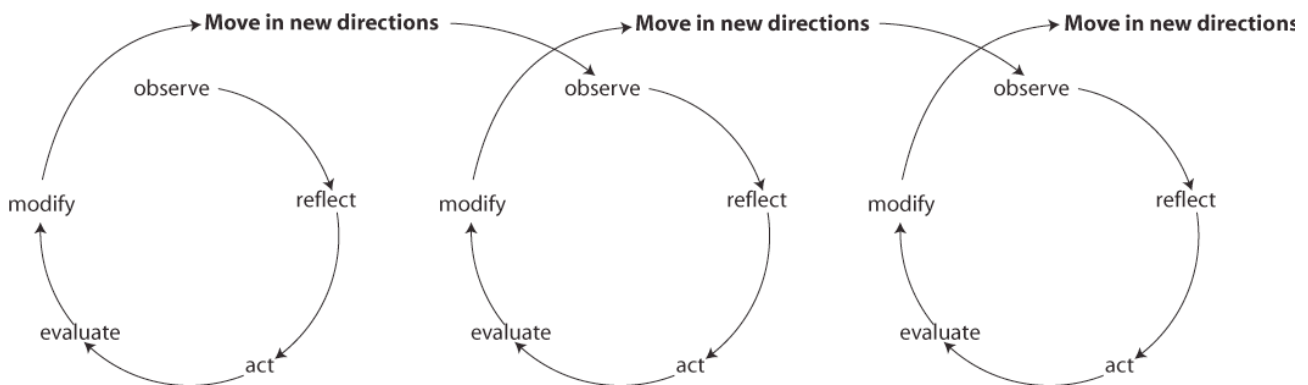 Move in new directions
observe
reflect
act
evaluate
modify
Move in new directions
observe
reflect
act
evaluate
modify
Move in new directions
observe
reflect
act
evaluate
modify